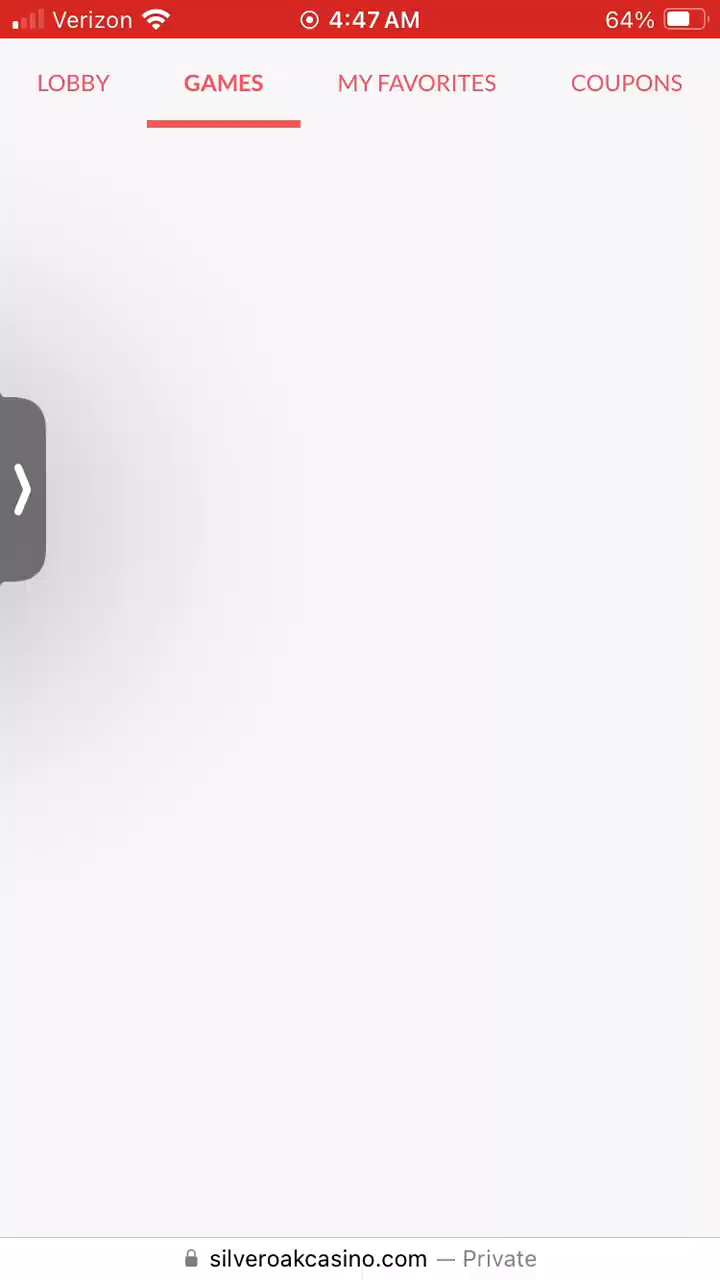 Verizon 4:47 AM 64%
LOBBY GAMES MY FAVORITES COUPONS
silveroakcasino.com — Private